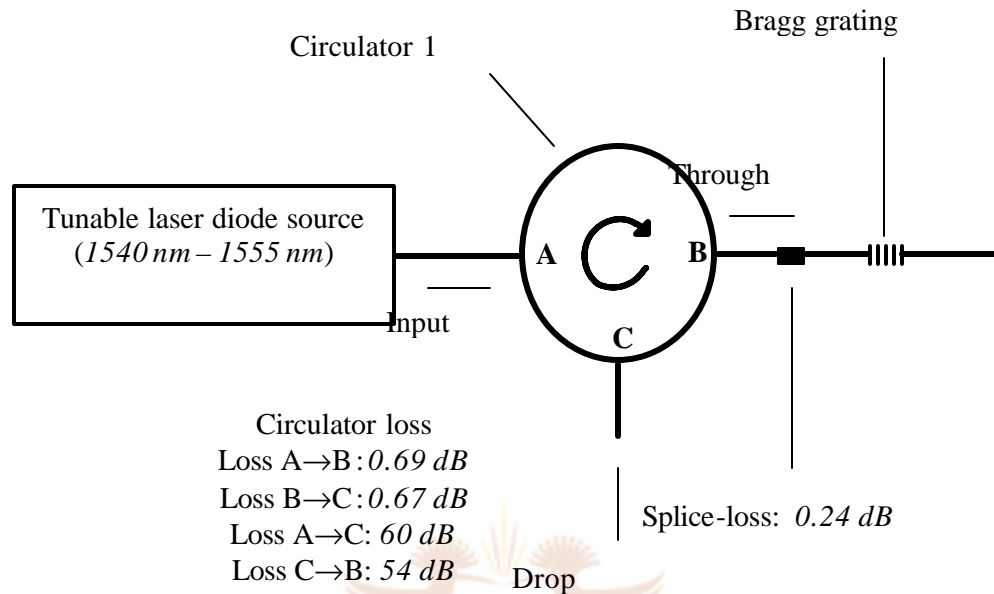 Bragg grating
Circulator 1
Through
Tunable laser diode source
(1540 nm – 1555 nm)
A
B
Input
C
Circulator loss
Loss A→B: 0.69 dB
Loss B→C: 0.67 dB
Loss A→C: 60 dB
Loss C→B: 54 dB
Splice-loss: 0.24 dB
Drop